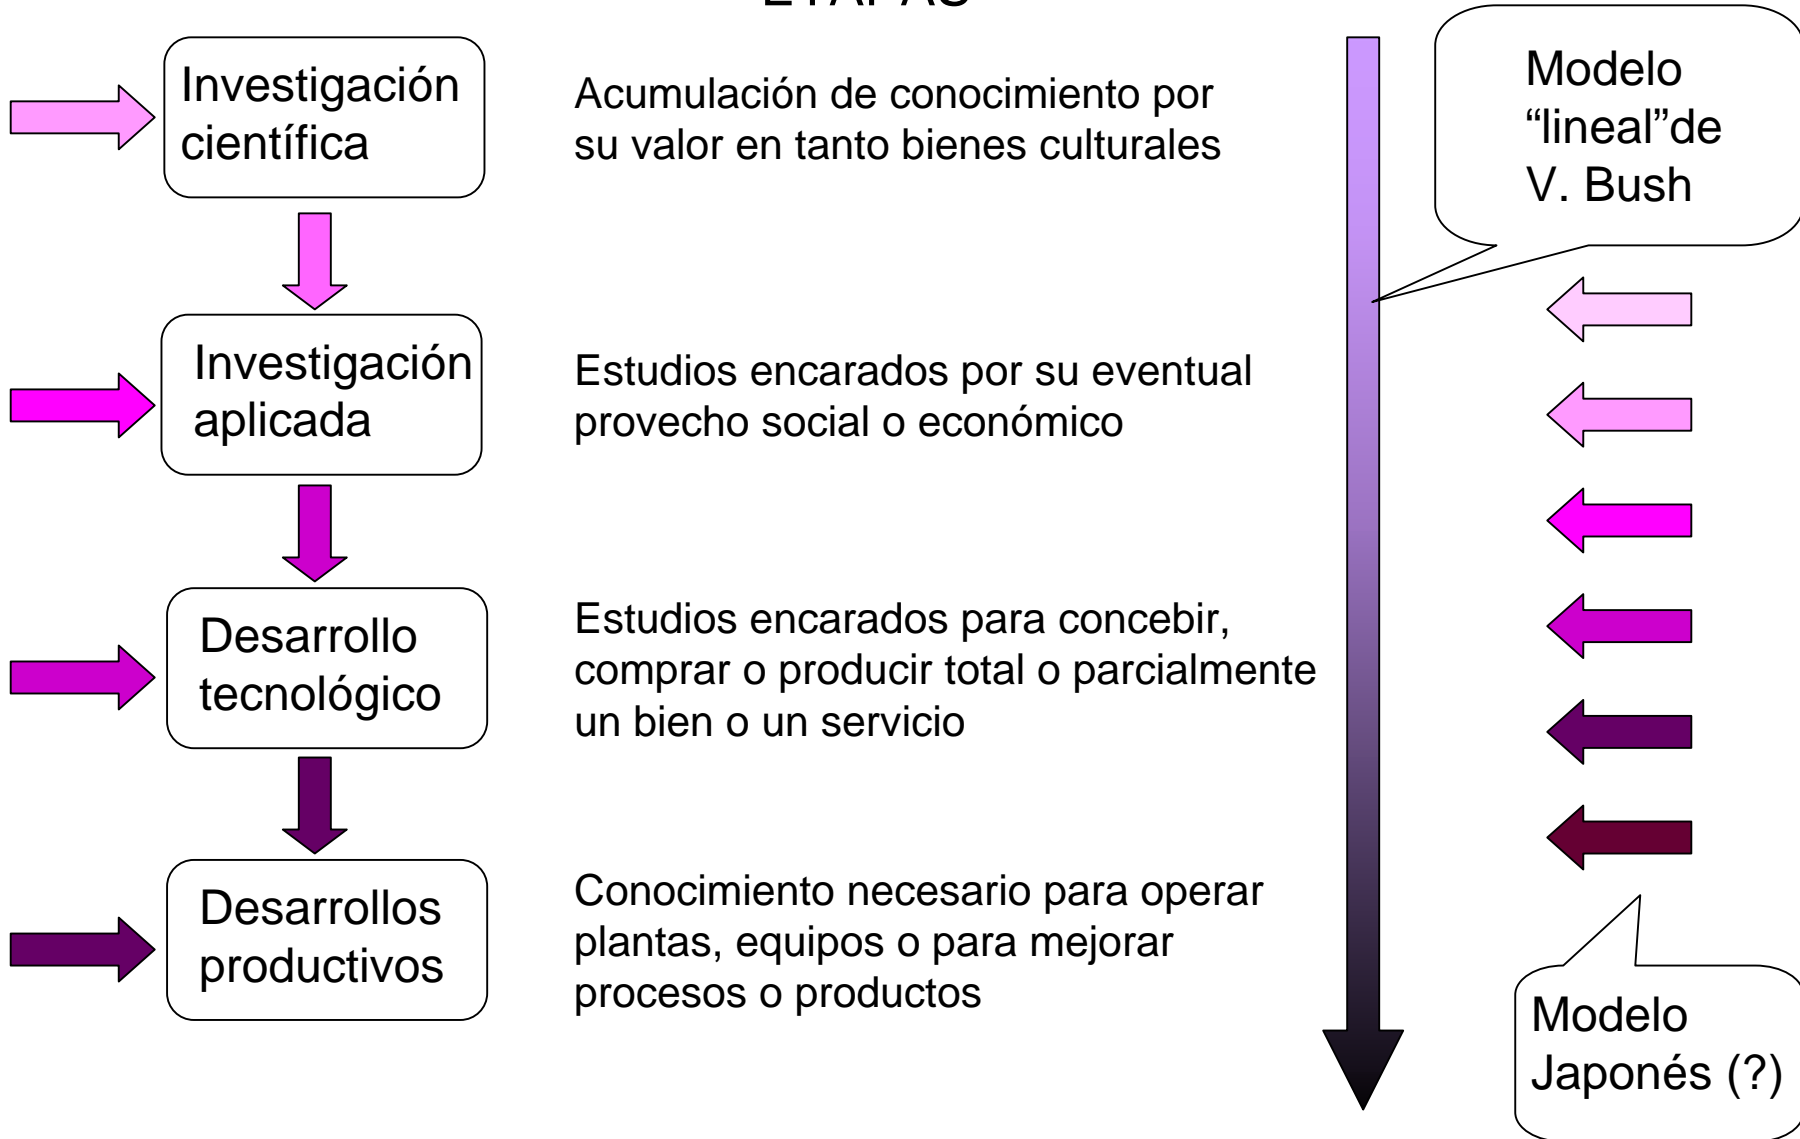 ETAPAS
Investigación
científica
Acumulación de conocimiento por
su valor en tanto bienes culturales
Modelo
“lineal”de
V. Bush
Investigación
aplicada
Estudios encarados por su eventual
provecho social o económico
Desarrollo
tecnológico
Estudios encarados para concebir,
comprar o producir total o parcialmente
un bien o un servicio
Desarrollos
productivos
Conocimiento necesario para operar
plantas, equipos o para mejorar
procesos o productos
Modelo
Japonés (?)